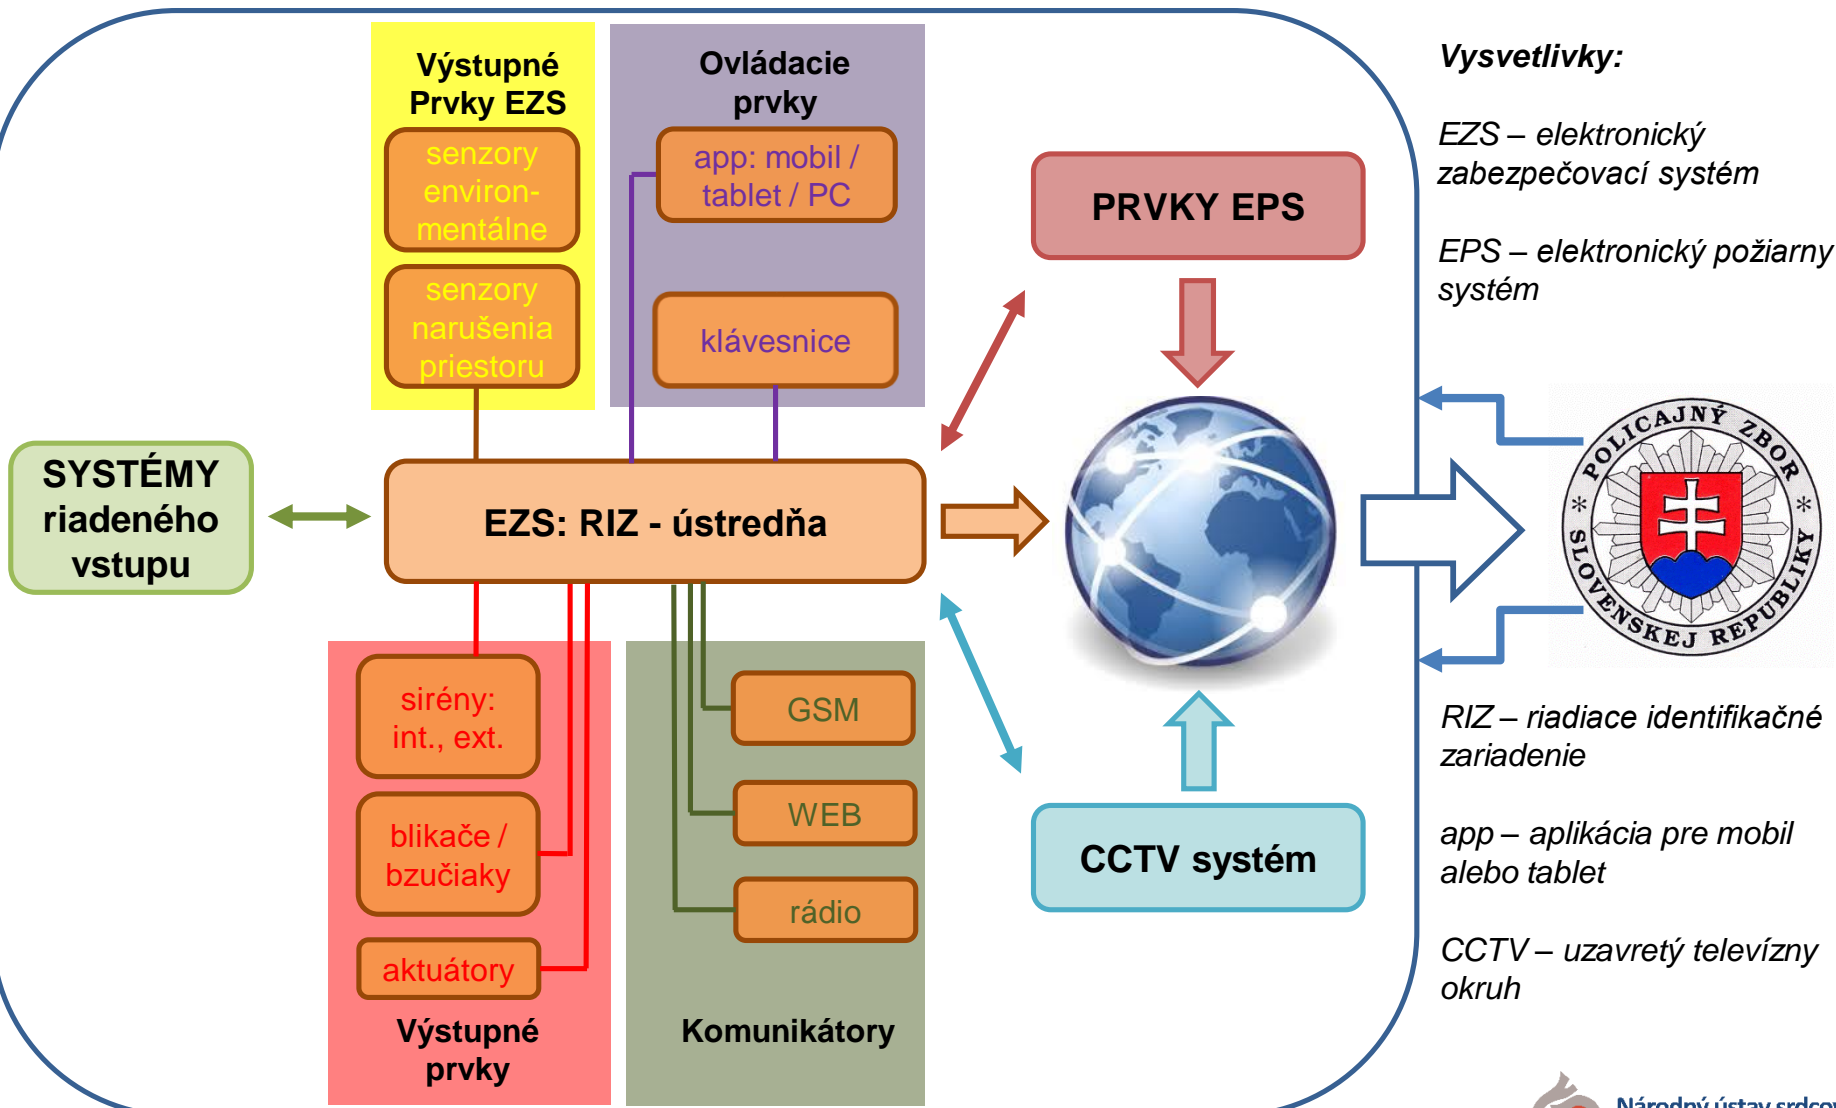 Výstupné
Prvky EZS
senzory
environ-
mentálne
senzory
narušenia
priestoru
Ovládacie
prvky
app: mobil /
tablet / PC
klávesnice
PRVKY EPS
SYSTÉMY
riadeného
vstupu
EZS: RIZ - ústredňa
sirény:
int., ext.
blikače /
bzučiaky
aktuátory
Výstupné
prvky
GSM
WEB
rádio
Komunikátory
CCTV systém
Vysvetlivky:
EZS – elektronický
zabezpečovací systém
EPS – elektronický požiarny
systém
POLICAJNÝ ZBOR
* SLOVENSKEJ REPUBLIKY *
RIZ – riadiace identifikačné
zariadenie
app – aplikácia pre mobil
alebo tablet
CCTV – uzavretý televízny
okruh
Národný ústav srdcov